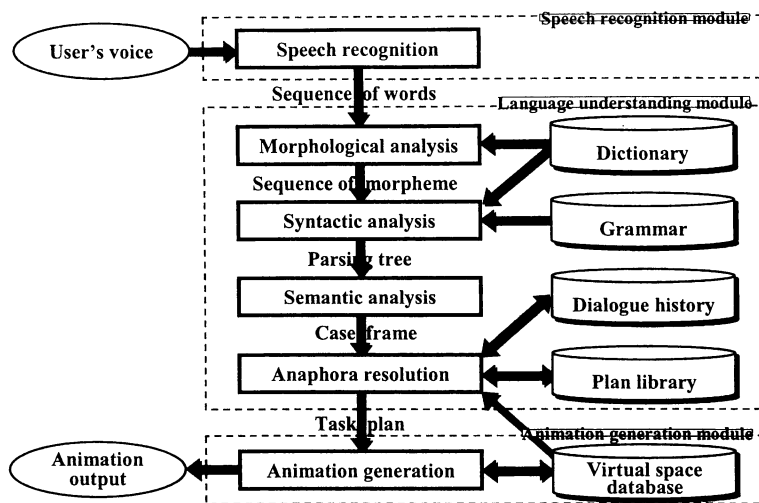 Speech recognition module
User's voice
Speech recognition
Sequence of words
Language understanding module
Morphological analysis
Dictionary
Sequence of morpheme
Syntactic analysis
Grammar
Parsing tree
Semantic analysis
Dialogue history
Case frame
Anaphora resolution
Plan library
Task plan
Animation generation module
Animation
output
Animation generation
Virtual space
database